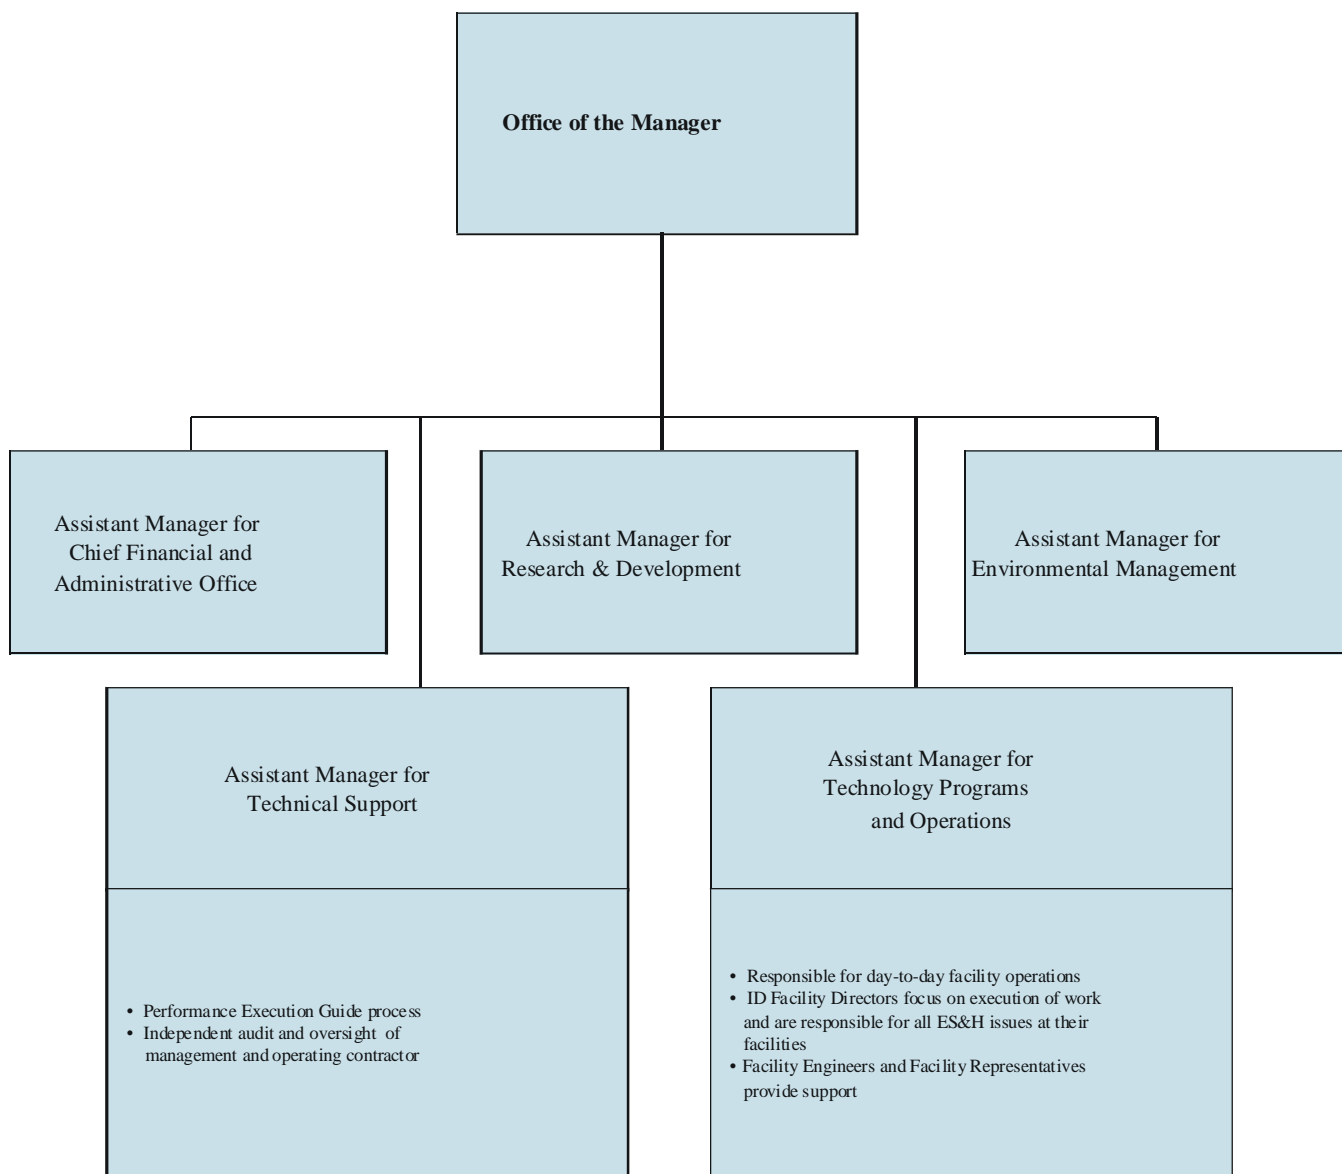 Office of the Manager
Assistant Manager for
Chief Financial and
Administrative Office
Assistant Manager for
Research & Development
Assistant Manager for
Environmental Management
Assistant Manager for
Technical Support
Assistant Manager for
Technology Programs
and Operations
• Performance Execution Guide process
• Independent audit and oversight of
management and operating contractor
• Responsible for day-to-day facility operations
• ID Facility Directors focus on execution of work
and are responsible for all ES&H issues at their
facilities
• Facility Engineers and Facility Representatives
provide support